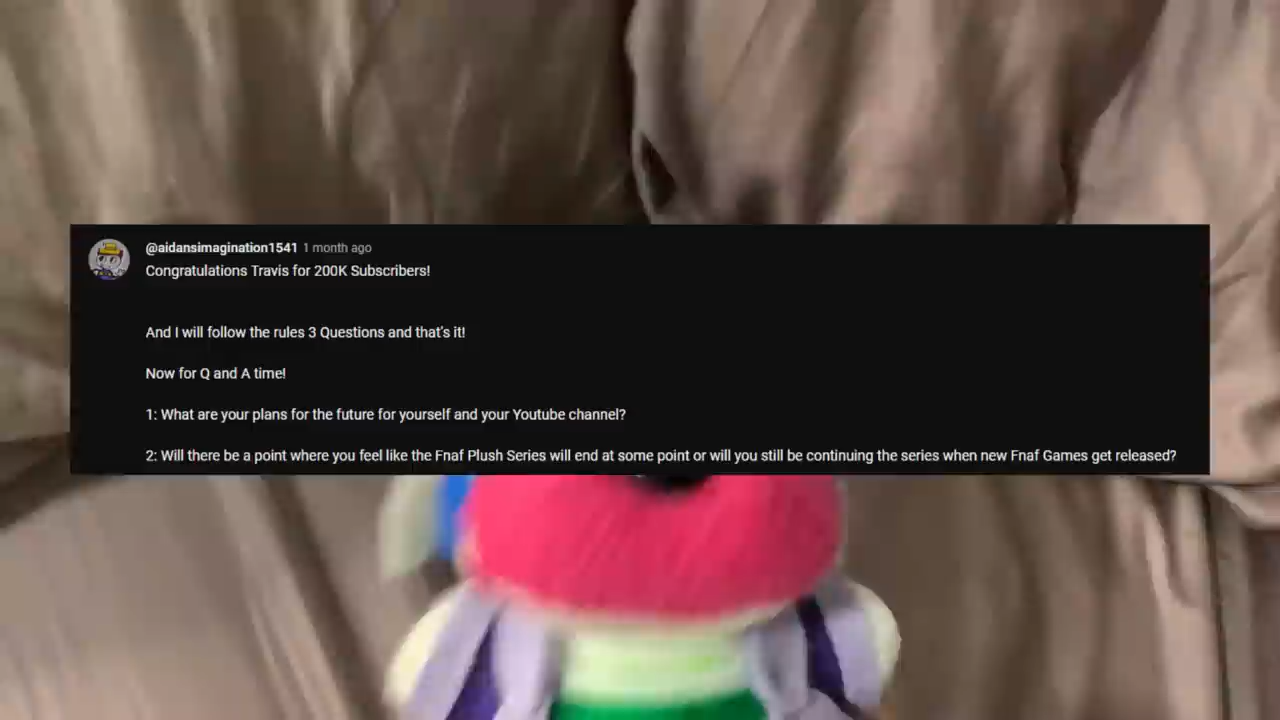 @aidansimagination1541 1 month ago
Congratulations Travis for 200K Subscribers!
And I will follow the rules 3 Questions and that's it!
Now for Q and A time!
1: What are your plans for the future for yourself and your Youtube channel?
2: Will there be a point where you feel like the Fnaf Plush Series will end at some point or will you still be continuing the series when new Fnaf Games get released?